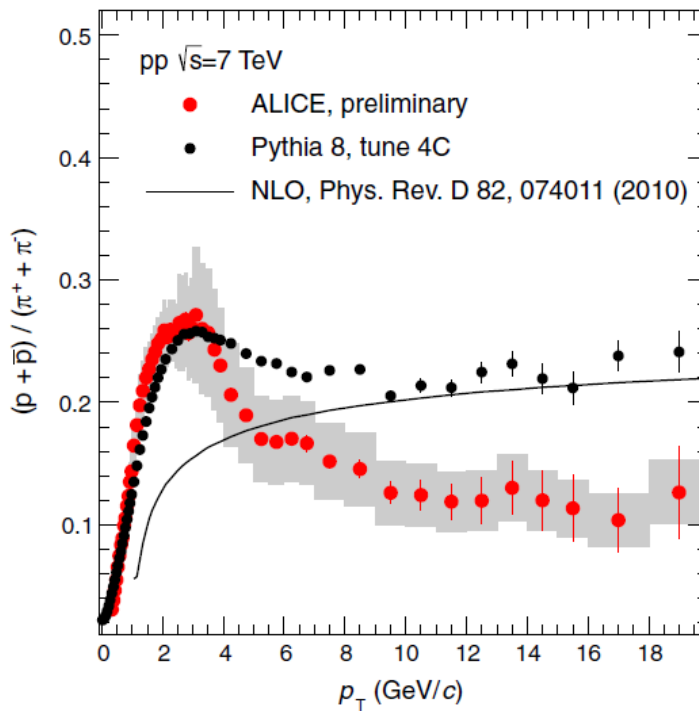 pp √s=7 TeV
ALICE, preliminary
Pythia 8, tune 4C
NLO, Phys. Rev. D 82, 074011 (2010)
(p + p̅) / (π⁺ + π⁻)
0.5
0.4
0.3
0.2
0.1
0 2 4 6 8 10 12 14 16 18
p_T (GeV/c)